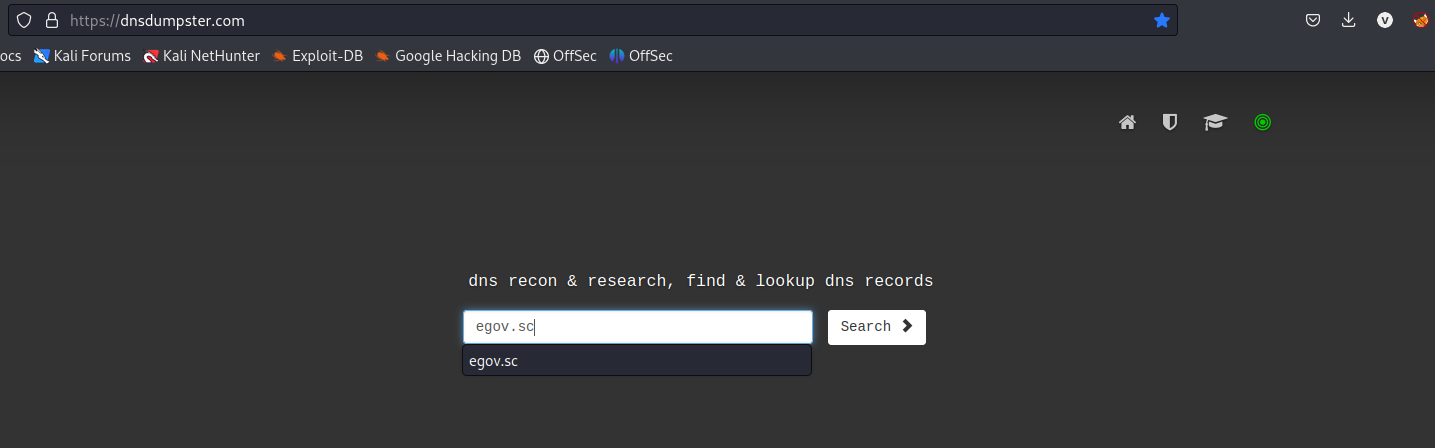 https://dnsdumpster.com
ocs Kali Forums Kali NetHunter Exploit-DB Google Hacking DB OffSec OffSec
dns recon & research, find & lookup dns records
egov.sc Search
egov.sc